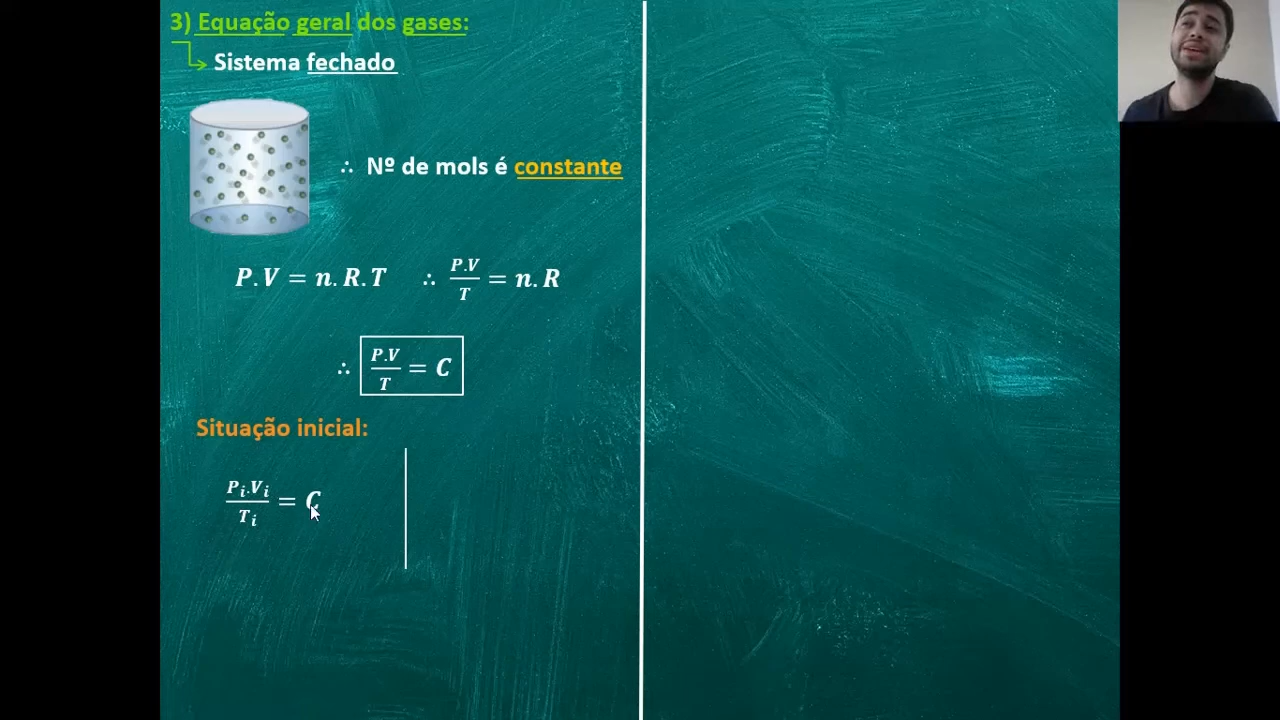 3) Equação geral dos gases:
Sistema fechado
∴ Nº de mols é constante
P.V = n.R.T ∴ P.V/T = n.R
∴ P.V/T = C
Situação inicial:
Pᵢ.Vᵢ/Tᵢ = C